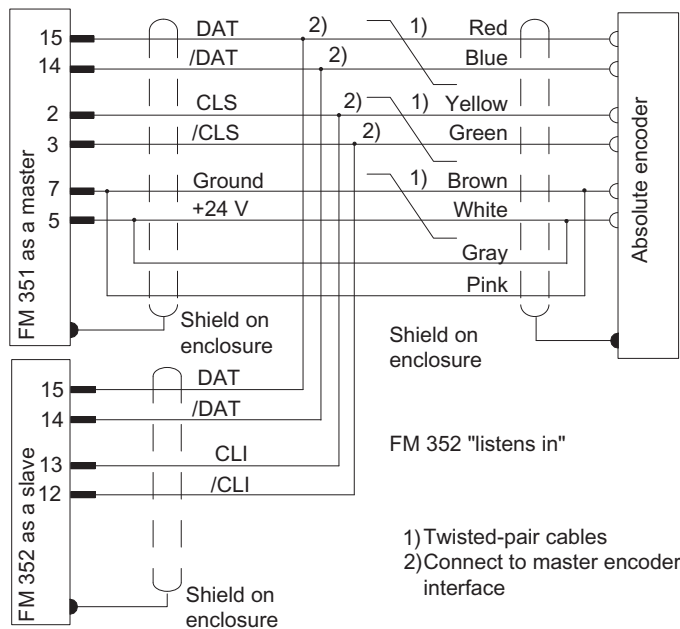 15 DAT 2) 1) Red
14 /DAT 2) Blue
2 CLS 2) 1) Yellow
3 /CLS 2) Green
7 Ground 1) Brown
5 +24 V White
Gray
Pink
FM 351 as a master
Absolute encoder
Shield on
enclosure
Shield on
enclosure
15 DAT
14 /DAT
13 CLI
12 /CLI
FM 352 as a slave
FM 352 "listens in"
Shield on
enclosure
1) Twisted-pair cables
2) Connect to master encoder
interface